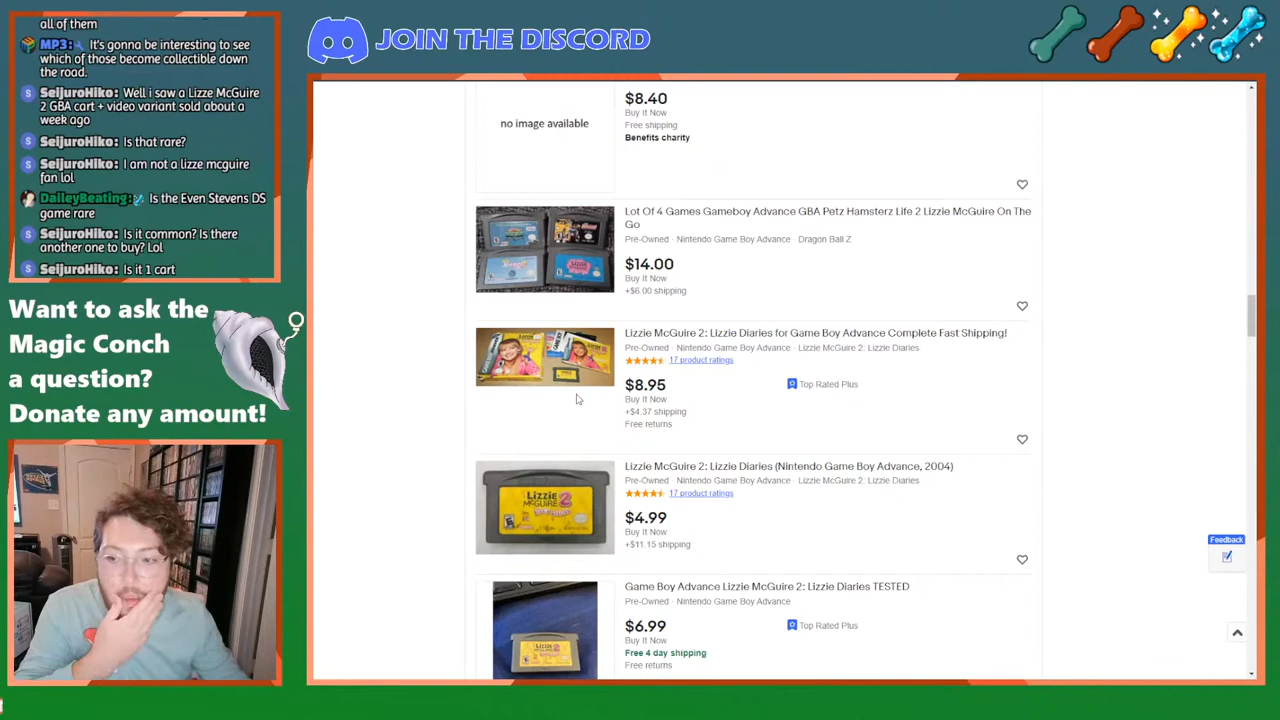 all of them
MP3: It's gonna be interesting to see
which of those become collectible down
the road.
SeijuroHiko: Well i saw a Lizze McGuire
2 GBA cart + video variant sold about a
week ago
SeijuroHiko: Is that rare?
SeijuroHiko: I am not a lizze mcguire
fan lol
DaileyBeating: Is the Even Stevens DS
game rare
SeijuroHiko: Is it common? Is there
another one to buy? Lol
SeijuroHiko: Is it 1 cart
Want to ask the
Magic Conch
a question?
Donate any amount!
JOIN THE DISCORD
no image available
$8.40
Buy It Now
Free shipping
Benefits charity
Lot Of 4 Games Gameboy Advance GBA Petz Hamsterz Life 2 Lizzie McGuire On The
Go
Pre-Owned · Nintendo Game Boy Advance · Dragon Ball Z
$14.00
Buy It Now
+$6.00 shipping
Lizzie McGuire 2: Lizzie Diaries for Game Boy Advance Complete Fast Shipping!
Pre-Owned · Nintendo Game Boy Advance · Lizzie McGuire 2: Lizzie Diaries
17 product ratings
$8.95
Top Rated Plus
Buy It Now
+$4.37 shipping
Free returns
LIZZIE
McGUIRE 2
Lizzie McGuire 2: Lizzie Diaries (Nintendo Game Boy Advance, 2004)
Pre-Owned · Nintendo Game Boy Advance · Lizzie McGuire 2: Lizzie Diaries
17 product ratings
$4.99
Buy It Now
+$11.15 shipping
Game Boy Advance Lizzie McGuire 2: Lizzie Diaries TESTED
Pre-Owned · Nintendo Game Boy Advance
$6.99
Top Rated Plus
Buy It Now
Free 4 day shipping
Free returns
Feedback